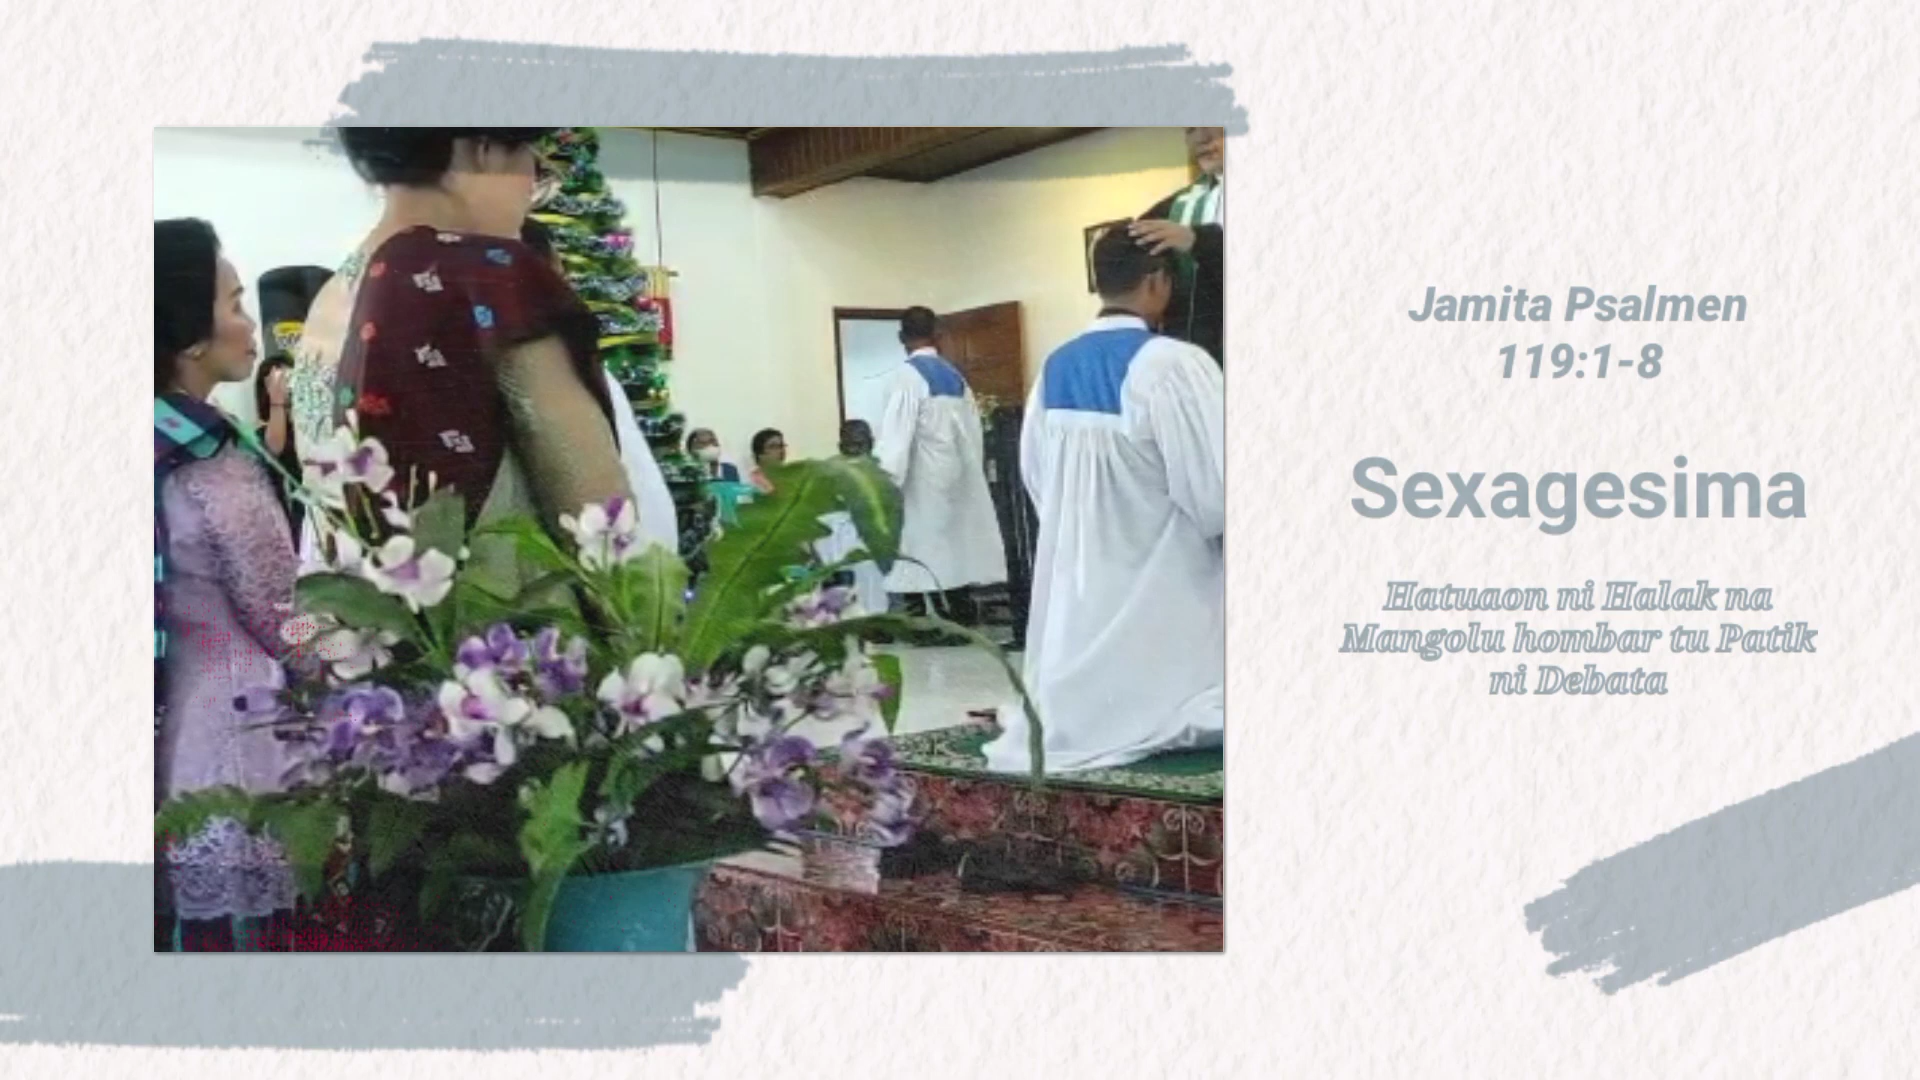 Jamita Psalmen
119:1-8
Sexagesima
Hatuaon ni Halak na
Mangolu hombar tu Patik
ni Debata